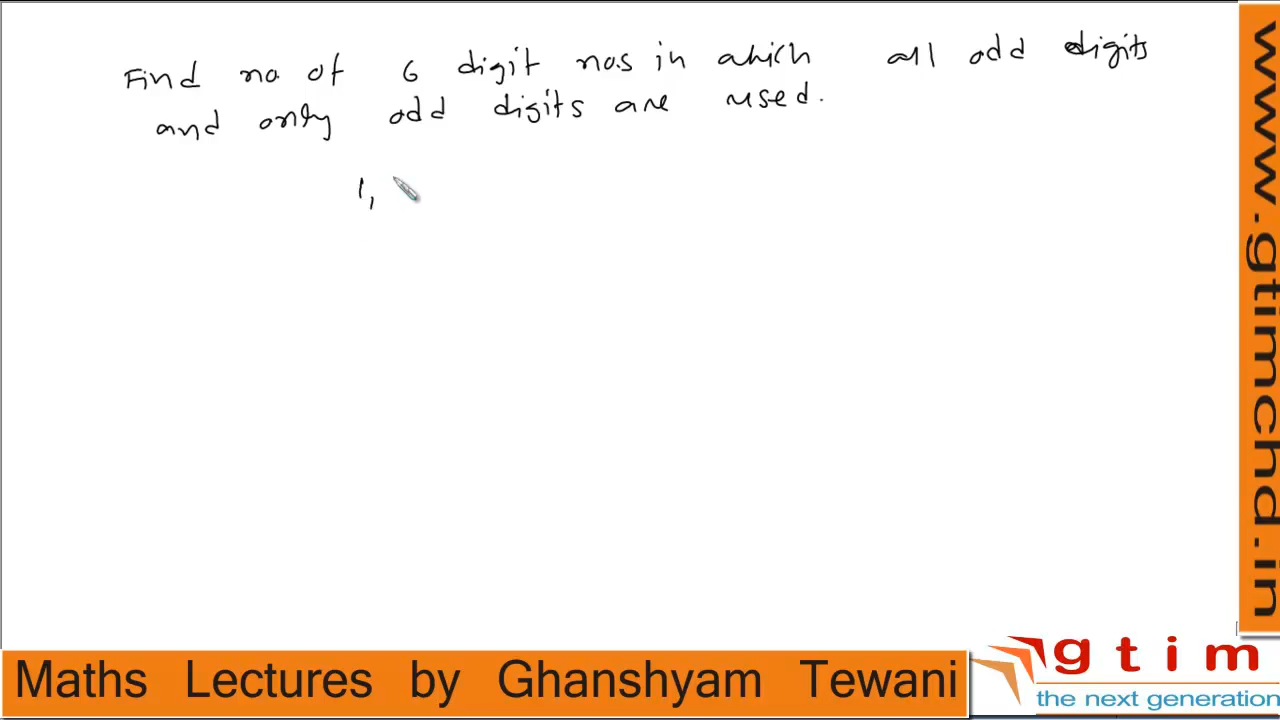 Find no of 6 digit nos in which all odd digits
and only odd digits are used.
1,
www.gtimchd.in
gtim
the next generation
Maths Lectures by Ghanshyam Tewani